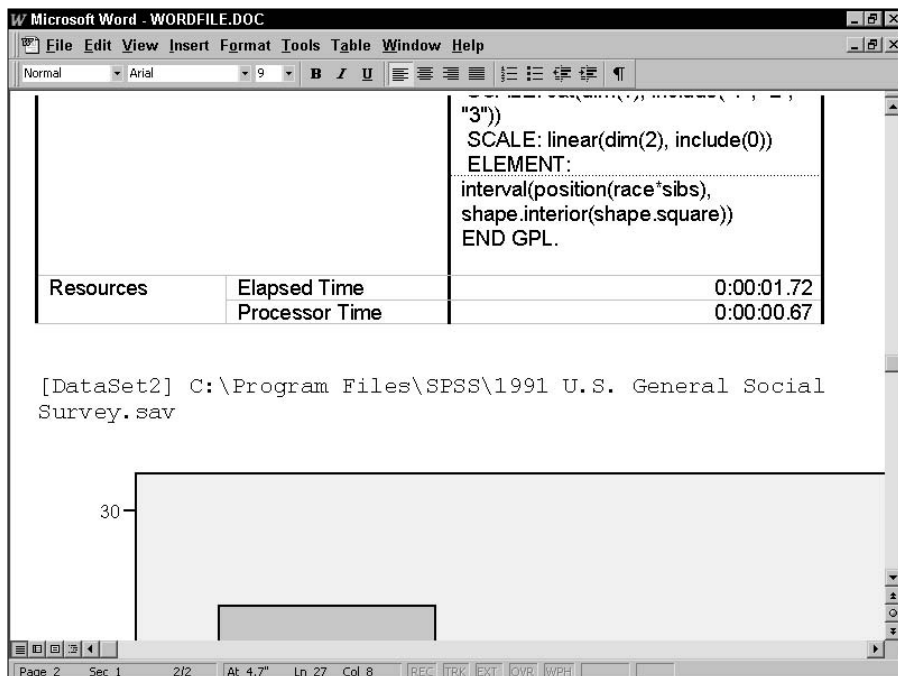 Microsoft Word - WORDFILE.DOC
File Edit View Insert Format Tools Table Window Help
Normal Arial 9 B I U ¶
"3"))
SCALE: linear(dim(2), include(0))
ELEMENT:
interval(position(race*sibs),
shape.interior(shape.square))
END GPL.
Resources Elapsed Time 0:00:01.72
Processor Time 0:00:00.67
[DataSet2] C:\Program Files\SPSS\1991 U.S. General Social
Survey.sav
30
Page 2 Sec 1 2/2 At 4.7" Ln 27 Col 8 REC TRK EXT OVR WPH